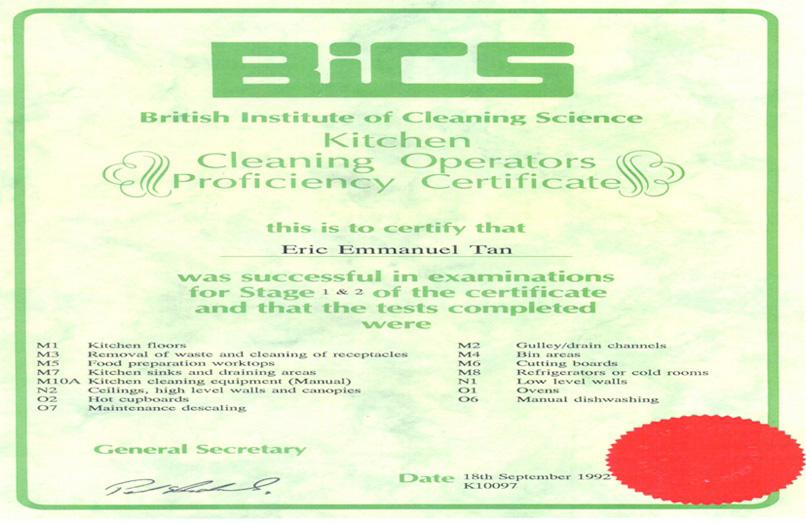 BiCS
British Institute of Cleaning Science
Kitchen
Cleaning Operators
Proficiency Certificate
this is to certify that
Eric Emmanuel Tan
was successful in examinations
for Stage 1 & 2 of the certificate
and that the tests completed
were
M1 Kitchen floors M2 Gulley/drain channels
M3 Removal of waste and cleaning of receptacles M4 Bin areas
M5 Food preparation worktops M6 Cutting boards
M7 Kitchen sinks and draining areas M8 Refrigerators or cold rooms
M10A Kitchen cleaning equipment (Manual) N1 Low level walls
N2 Ceilings, high level walls and canopies O1 Ovens
O2 Hot cupboards O6 Manual dishwashing
O7 Maintenance descaling
General Secretary
Date 18th September 1992
K10097